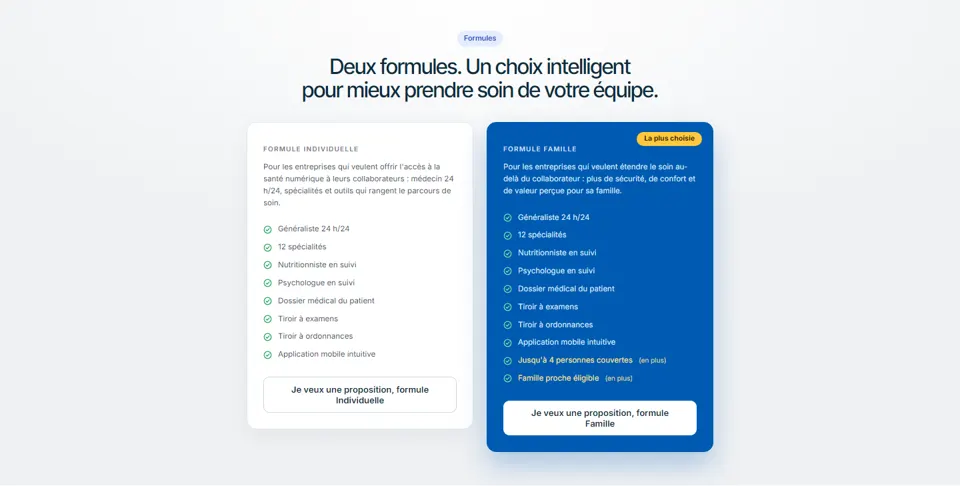 Formules
Deux formules. Un choix intelligent
pour mieux prendre soin de votre équipe.
FORMULE INDIVIDUELLE
Pour les entreprises qui veulent offrir l'accès à la
santé numérique à leurs collaborateurs : médecin 24
h/24, spécialités et outils qui rangent le parcours de
soin.
Généraliste 24 h/24
12 spécialités
Nutritionniste en suivi
Psychologue en suivi
Dossier médical du patient
Tiroir à examens
Tiroir à ordonnances
Application mobile intuitive
Je veux une proposition, formule
Individuelle
La plus choisie
FORMULE FAMILLE
Pour les entreprises qui veulent étendre le soin au-
delà du collaborateur : plus de sécurité, de confort et
de valeur perçue pour sa famille.
Généraliste 24 h/24
12 spécialités
Nutritionniste en suivi
Psychologue en suivi
Dossier médical du patient
Tiroir à examens
Tiroir à ordonnances
Application mobile intuitive
Jusqu'à 4 personnes couvertes (en plus)
Famille proche éligible (en plus)
Je veux une proposition, formule
Famille